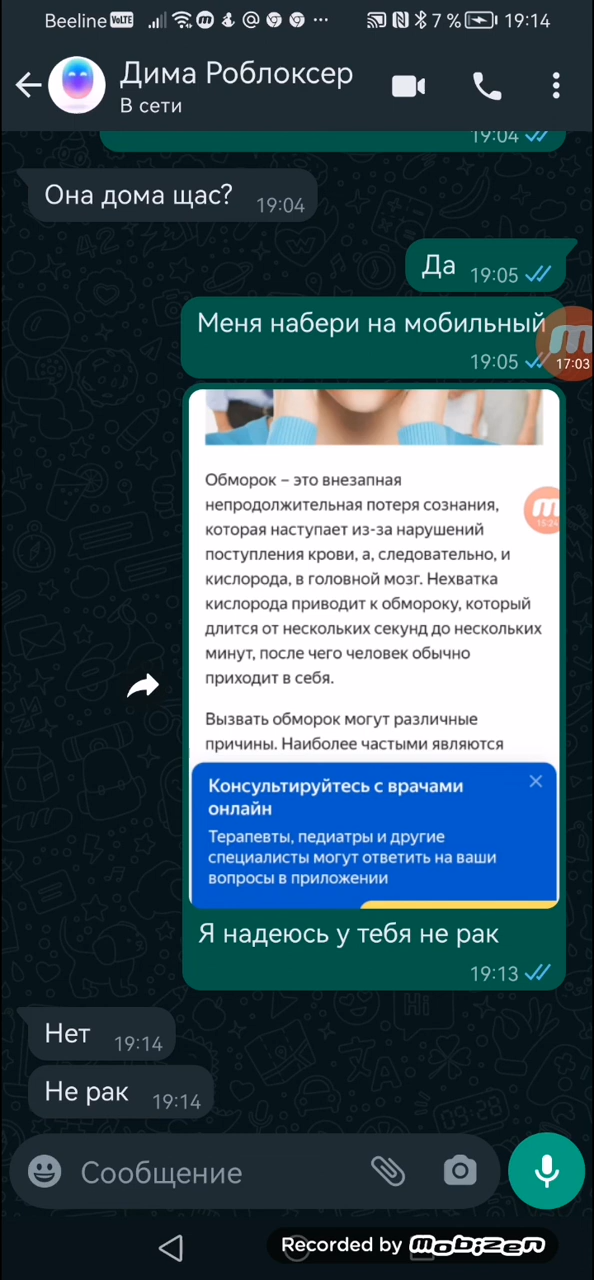 Beeline VoLTE 7 % 19:14
Дима Роблоксер
В сети
19:04
Она дома щас? 19:04
Да 19:05
Меня набери на мобильный
19:05
17:03
Обморок – это внезапная
непродолжительная потеря сознания,
которая наступает из-за нарушений
15:24
поступления крови, а, следовательно, и
кислорода, в головной мозг. Нехватка
кислорода приводит к обмороку, который
длится от нескольких секунд до нескольких
минут, после чего человек обычно
приходит в себя.
Вызвать обморок могут различные
причины. Наиболее частыми являются
Консультируйтесь с врачами
онлайн
Терапевты, педиатры и другие
специалисты могут ответить на ваши
вопросы в приложении
Я надеюсь у тебя не рак
19:13
Нет 19:14
Не рак 19:14
Сообщение
Recorded by mobizen